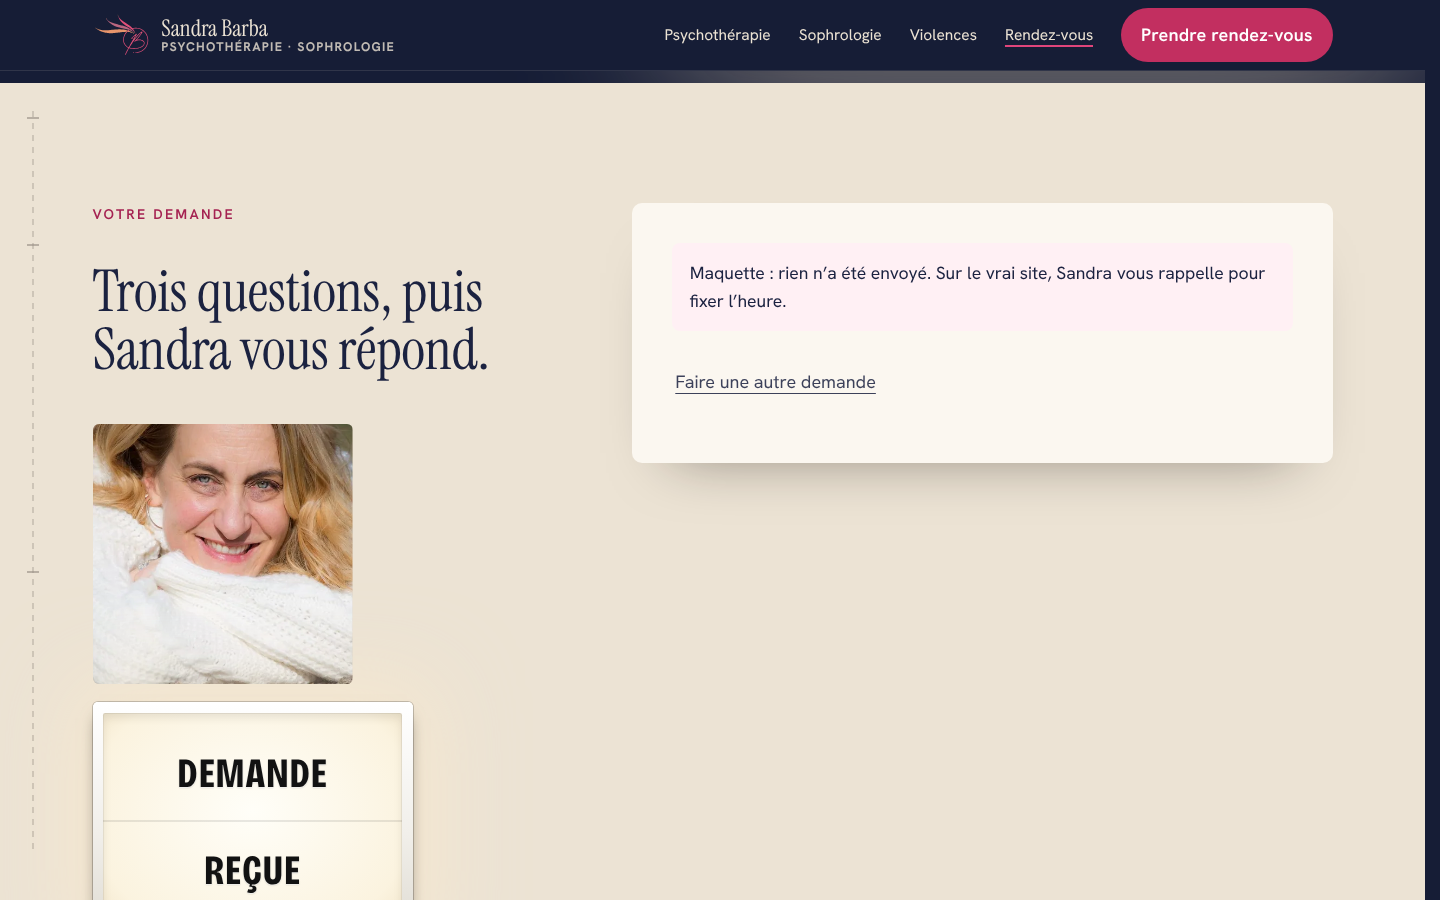 Sandra Barba
PSYCHOTHÉRAPIE · SOPHROLOGIE
Psychothérapie
Sophrologie
Violences
Rendez-vous
Prendre rendez-vous
VOTRE DEMANDE
Trois questions, puis
Sandra vous répond.
Maquette : rien n’a été envoyé. Sur le vrai site, Sandra vous rappelle pour
fixer l’heure.
Faire une autre demande
DEMANDE
REÇUE